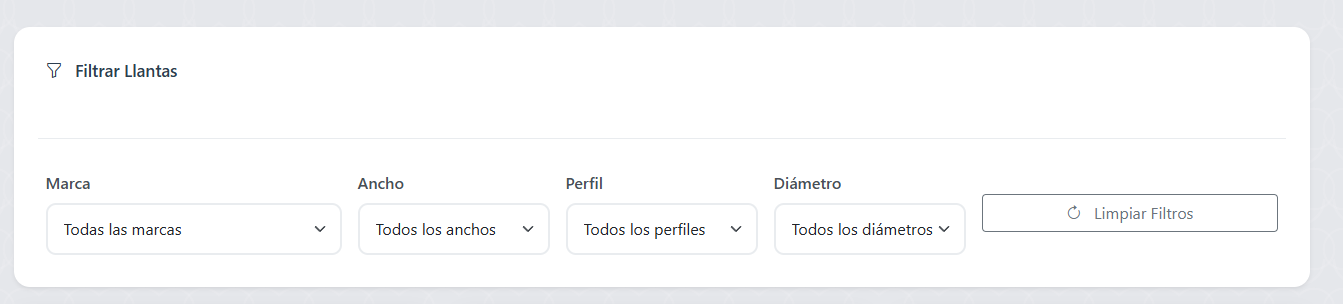 Filtrar Llantas
Marca
Ancho
Perfil
Diámetro
Todas las marcas
Todos los anchos
Todos los perfiles
Todos los diámetros
Limpiar Filtros